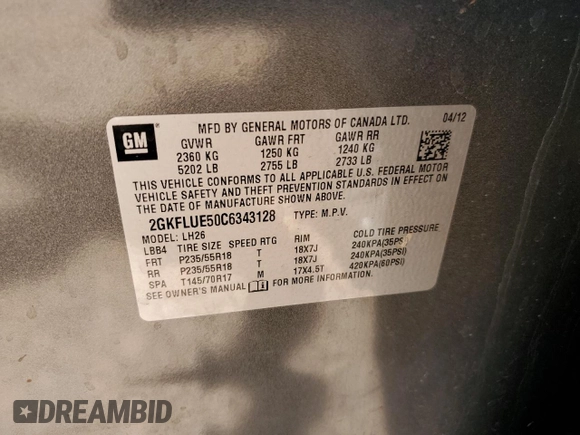 GM
MFD BY GENERAL MOTORS OF CANADA LTD. 04/12
GVWR GAWR FRT GAWR RR
2360 KG 1250 KG 1240 KG
5202 LB 2755 LB 2733 LB
THIS VEHICLE CONFORMS TO ALL APPLICABLE U.S. FEDERAL MOTOR
VEHICLE SAFETY AND THEFT PREVENTION STANDARDS IN EFFECT ON
THE DATE OF MANUFACTURE SHOWN ABOVE.
2GKFLUE50C6343128 TYPE: M.P.V.
MODEL: LH26
LBB4 TIRE SIZE SPEED RTG RIM COLD TIRE PRESSURE
FRT P235/55R18 T 18X7J 240KPA(35PSI)
RR P235/55R18 T 18X7J 240KPA(35PSI)
SPA T145/70R17 M 17X4.5T 420KPA(60PSI)
SEE OWNER'S MANUAL FOR MORE INFORMATION.
DREAMBID